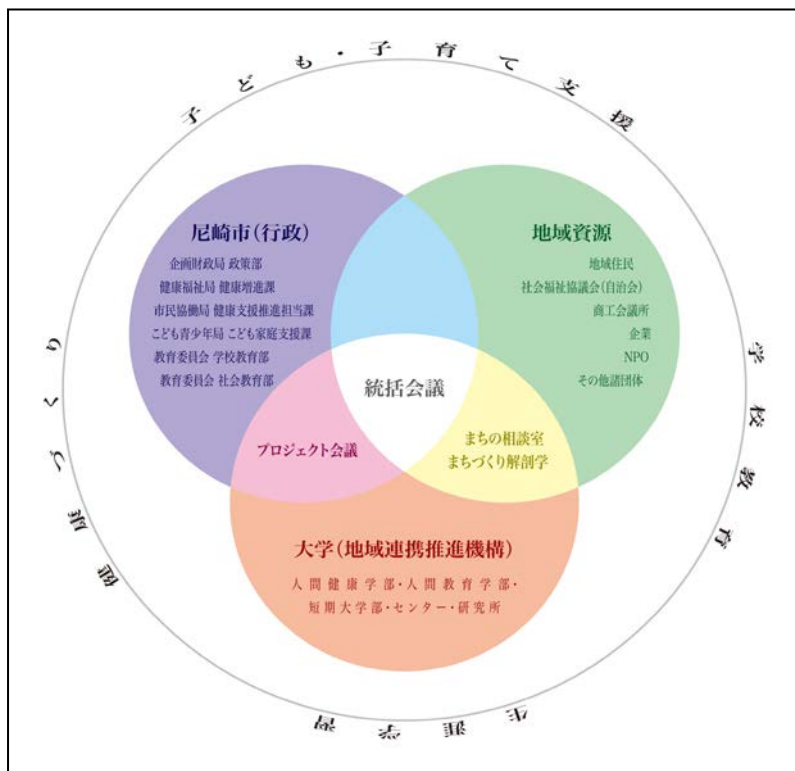 子ども・子育て支援
尼崎市(行政)
企画財政局 政策部
健康福祉局 健康増進課
市民協働局 健康支援推進担当課
こども青少年局 こども家庭支援課
教育委員会 学校教育部
教育委員会 社会教育部
地域資源
地域住民
社会福祉協議会(自治会)
商工会議所
企業
NPO
その他諸団体
統括会議
プロジェクト会議
まちの相談室
まちづくり解剖学
大学(地域連携推進機構)
人間健康学部・人間教育学部・
短期大学部・センター・研究所
学校教育
生涯学習
健康づくり